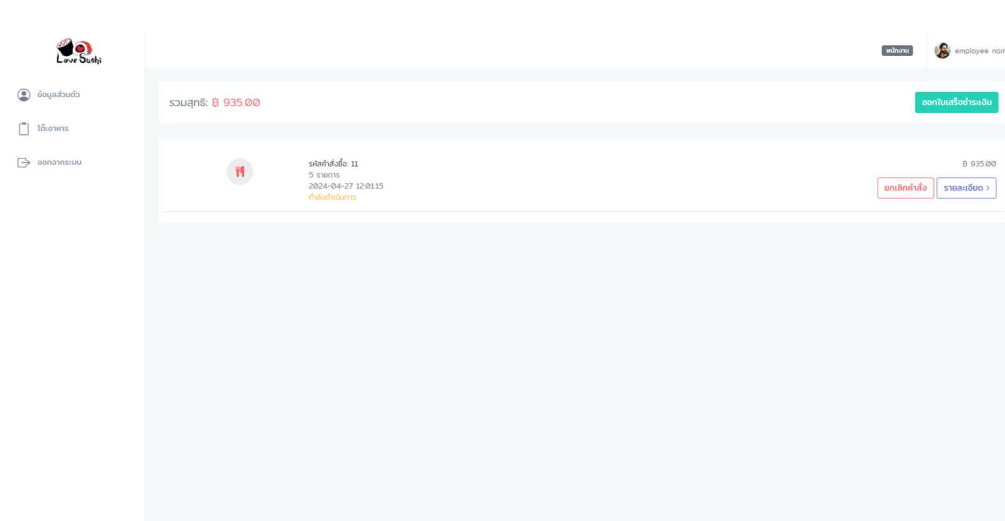 Love Sushi
พนักงาน
employee nam
ข้อมูลส่วนตัว
โต๊ะอาหาร
ออกจากระบบ
รวมสุทธิ: ฿ 935.00
ออกใบเสร็จชำระเงิน
รหัสคำสั่งซื้อ: 11
฿ 935.00
5 รายการ
2024-04-27 12:01:15
กำลังดำเนินการ
ยกเลิกคำสั่ง
รายละเอียด ›